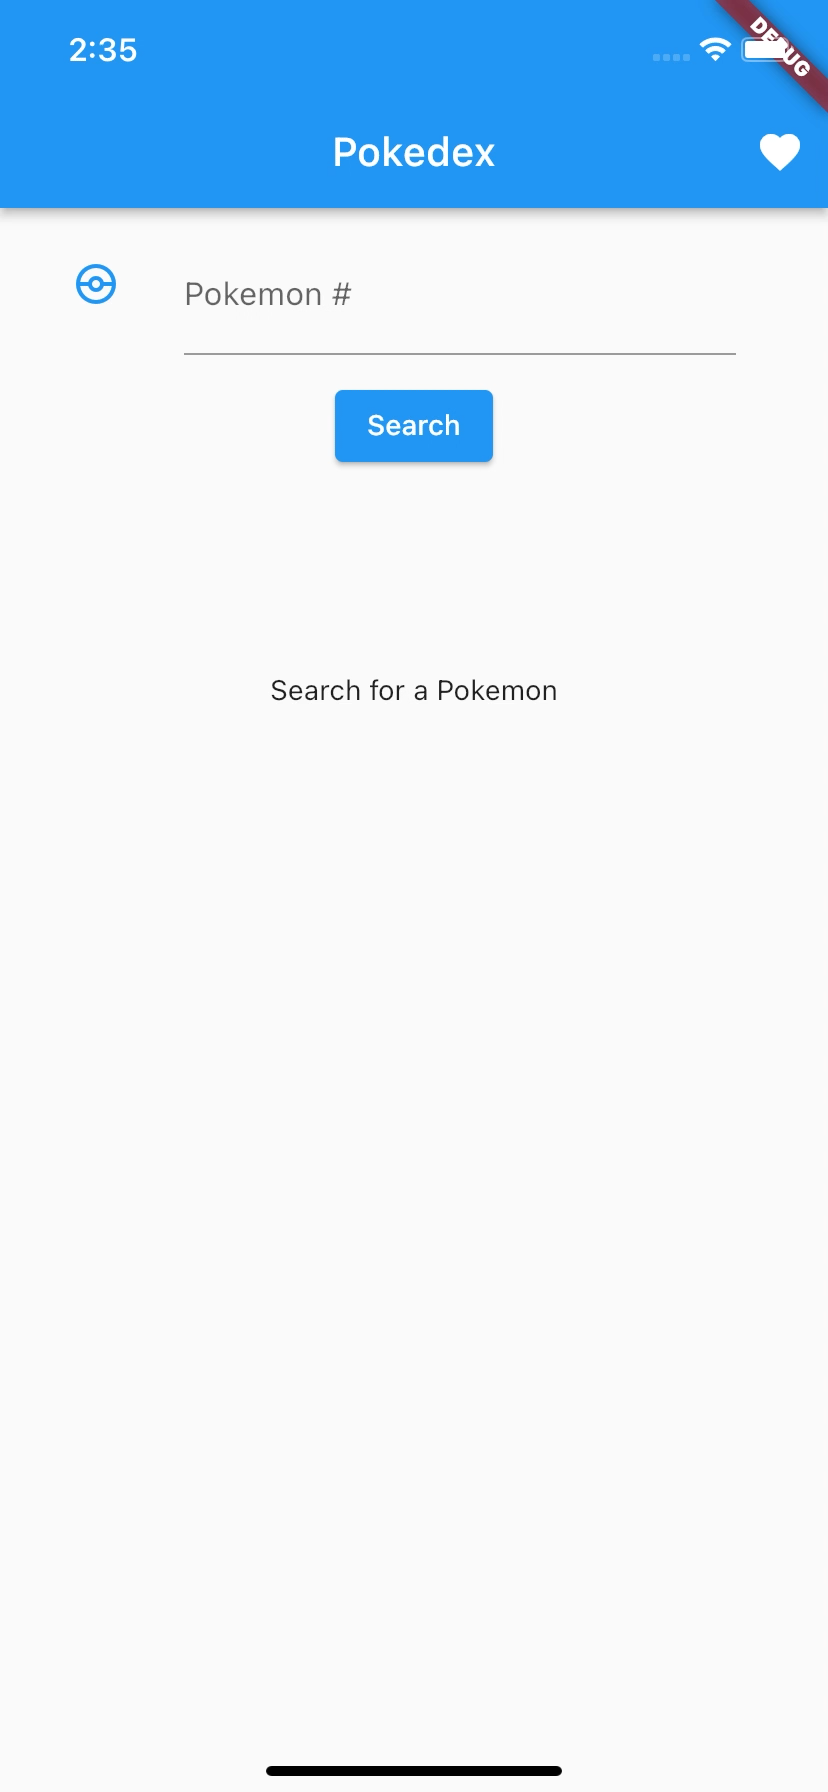 2:35
DEBUG
Pokedex
Pokemon #
Search
Search for a Pokemon